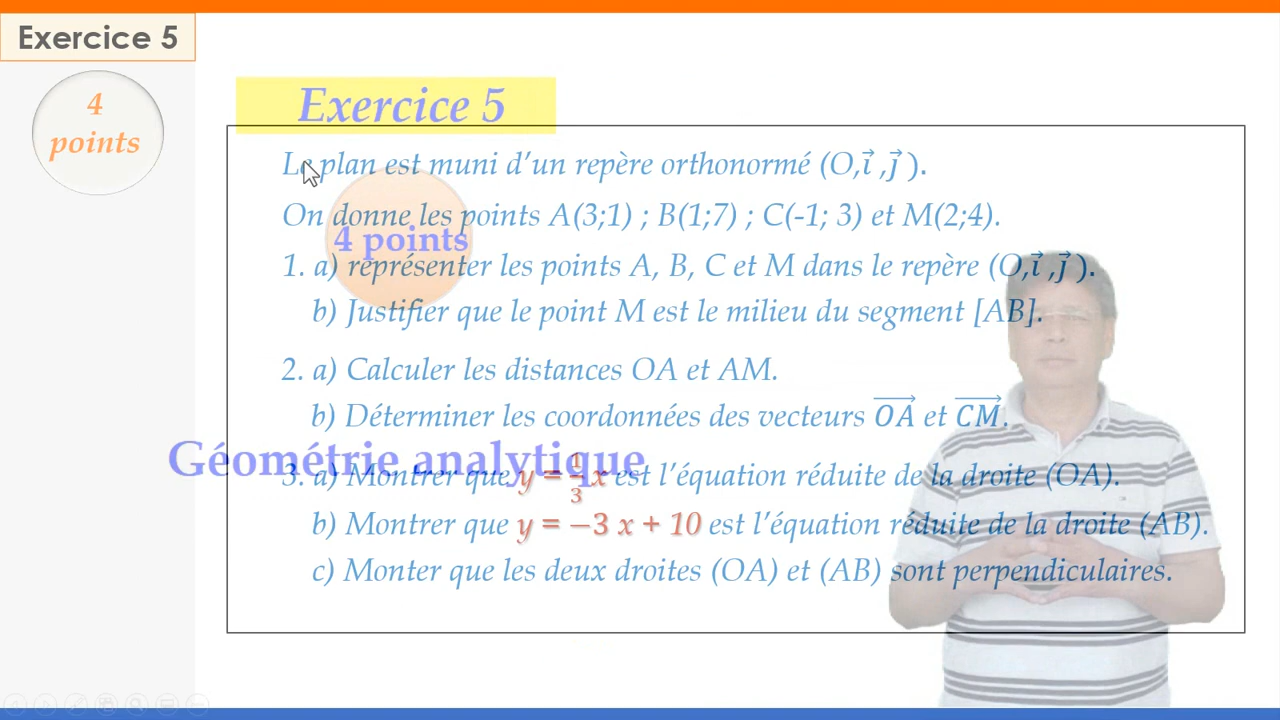 Exercice 5
4
points
Exercice 5
Le plan est muni d’un repère orthonormé (O,i⃗ ,j⃗ ).
On donne les points A(3;1) ; B(1;7) ; C(-1; 3) et M(2;4).
4 points
1. a) représenter les points A, B, C et M dans le repère (O,i⃗ ,j⃗ ).
b) Justifier que le point M est le milieu du segment [AB].
2. a) Calculer les distances OA et AM.
b) Déterminer les coordonnées des vecteurs \overrightarrow{OA} et \overrightarrow{CM}.
Géométrie analytique
3. a) Montrer que y = 1/3 x est l’équation réduite de la droite (OA).
b) Montrer que y = −3 x + 10 est l’équation réduite de la droite (AB).
c) Monter que les deux droites (OA) et (AB) sont perpendiculaires.